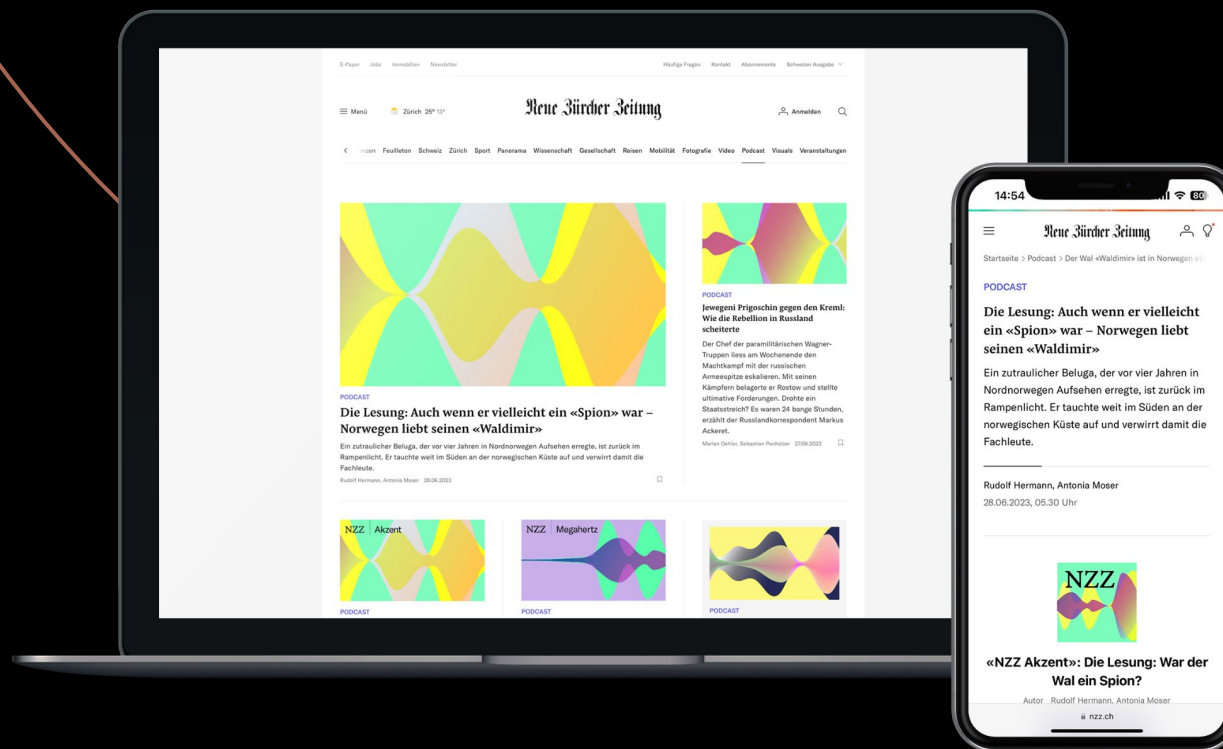 E-Paper Jobs Immobilien Newsletter
Häufige Fragen Kontakt Abonnemente Schweizer Ausgabe
Menü
Zürich 25° 13°
Neue Zürcher Zeitung
Anmelden
Feuilleton Schweiz Zürich Sport Panorama Wissenschaft Gesellschaft Reisen Mobilität Fotografie Video Podcast Visuals Veranstaltungen
PODCAST
Die Lesung: Auch wenn er vielleicht ein «Spion» war –
Norwegen liebt seinen «Waldimir»
Ein zutraulicher Beluga, der vor vier Jahren in Nordnorwegen Aufsehen erregte, ist zurück im
Rampenlicht. Er tauchte weit im Süden an der norwegischen Küste auf und verwirrt damit die
Fachleute.
Rudolf Hermann, Antonia Moser 28.06.2023
PODCAST
Jewegeni Prigoschin gegen den Kreml:
Wie die Rebellion in Russland
scheiterte
Der Chef der paramilitärischen Wagner-
Truppen liess am Wochenende den
Machtkampf mit der russischen
Armeespitze eskalieren. Mit seinen
Kämpfern belagerte er Rostow und stellte
ultimative Forderungen. Drohte ein
Staatsstreich? Es waren 24 bange Stunden,
erzählt der Russlandkorrespondent Markus
Ackeret.
Marlen Oehler, Sebastian Panholzer 27.06.2023
NZZ Akzent
PODCAST
NZZ Megahertz
PODCAST
PODCAST
14:54
80
Neue Zürcher Zeitung
Startseite > Podcast > Der Wal «Waldimir» ist in Norwegen
PODCAST
Die Lesung: Auch wenn er vielleicht
ein «Spion» war – Norwegen liebt
seinen «Waldimir»
Ein zutraulicher Beluga, der vor vier Jahren in
Nordnorwegen Aufsehen erregte, ist zurück im
Rampenlicht. Er tauchte weit im Süden an der
norwegischen Küste auf und verwirrt damit die
Fachleute.
Rudolf Hermann, Antonia Moser
28.06.2023, 05.30 Uhr
NZZ
«NZZ Akzent»: Die Lesung: War der
Wal ein Spion?
Autor Rudolf Hermann, Antonia Moser
nzz.ch